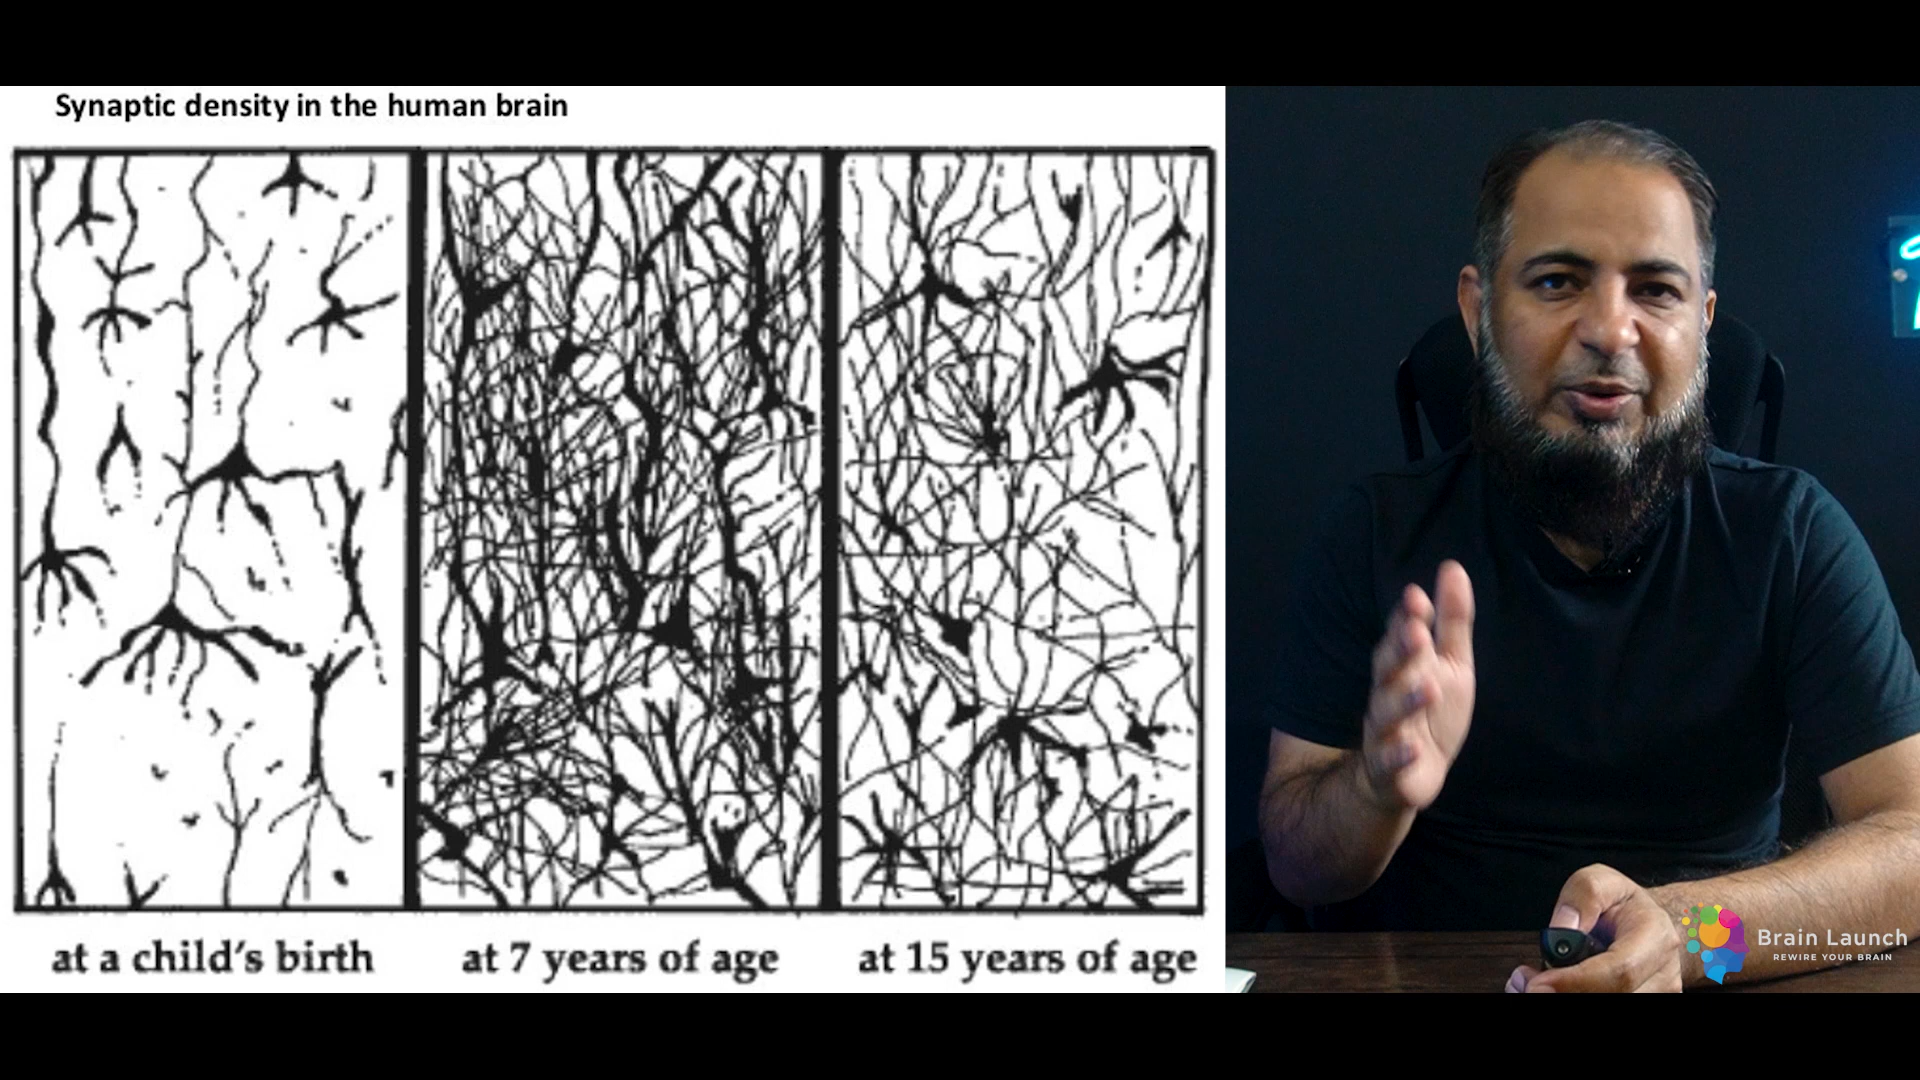 Synaptic density in the human brain
at a child's birth
at 7 years of age
at 15 years of age
Brain Launch
REWIRE YOUR BRAIN